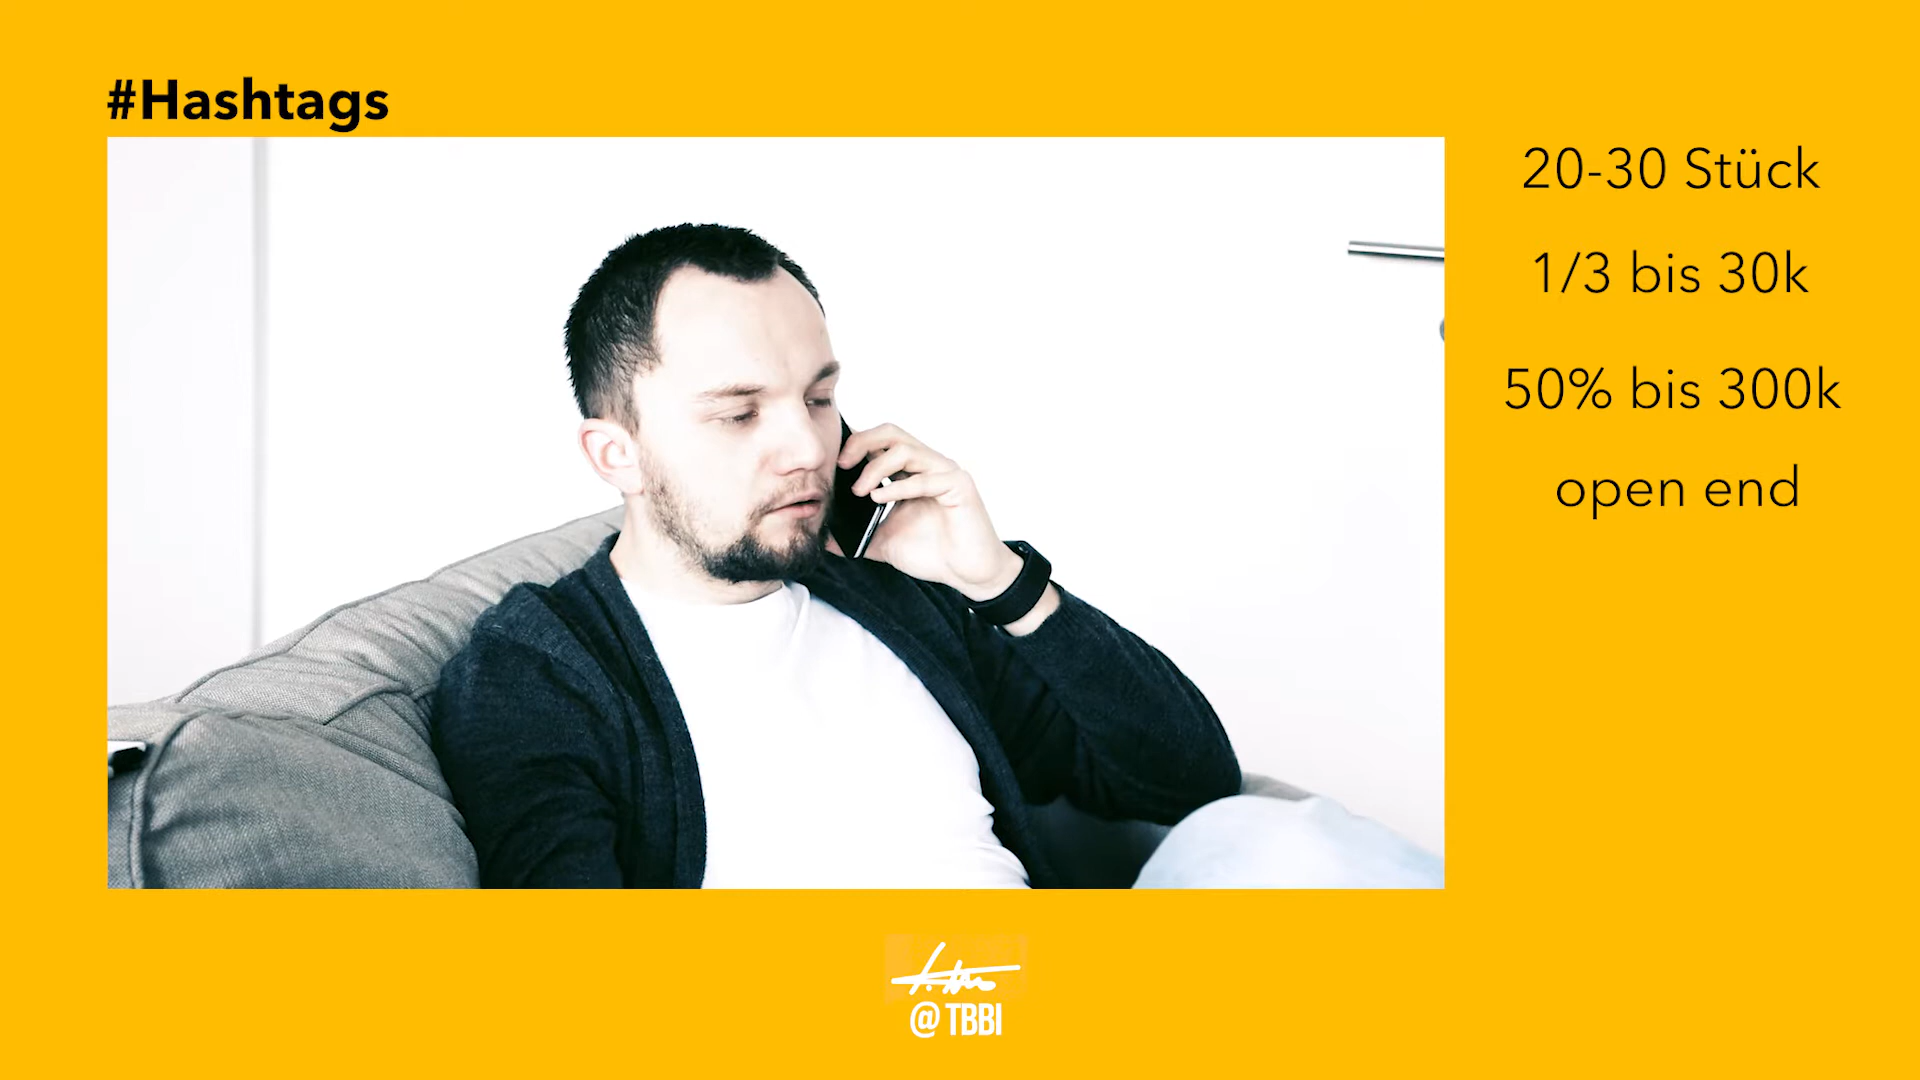 #Hashtags
20-30 Stück
1/3 bis 30k
50% bis 300k
open end
@TBBI